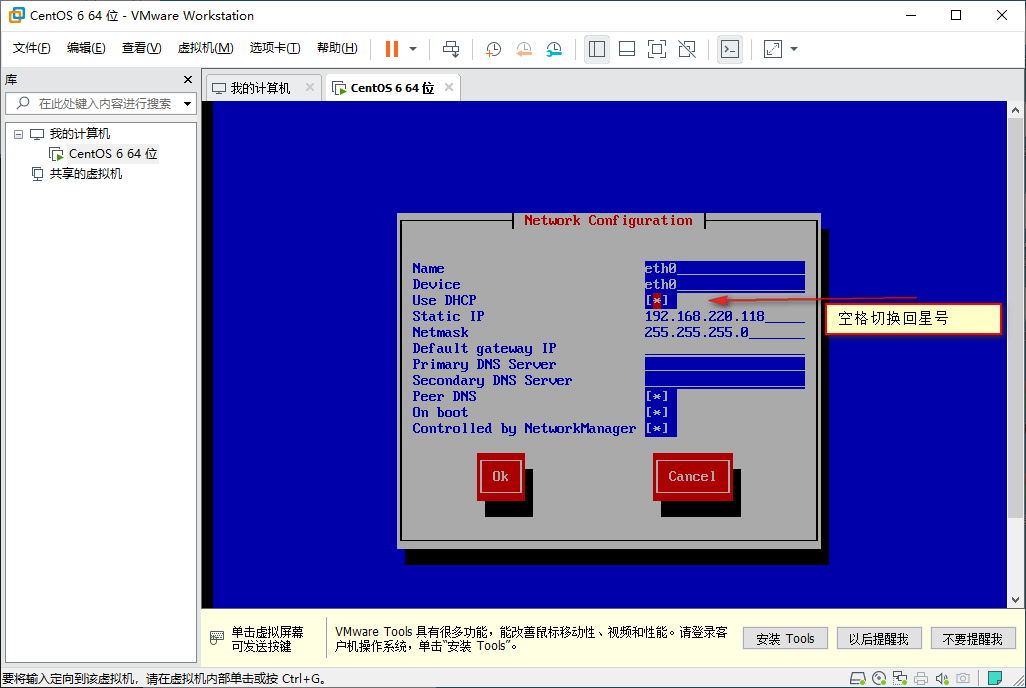 CentOS 6 64 位 - VMware Workstation
文件(F) 编辑(E) 查看(V) 虚拟机(M) 选项卡(T) 帮助(H)
库
在此处键入内容进行搜索
我的计算机
CentOS 6 64 位
共享的虚拟机
我的计算机 CentOS 6 64 位
Network Configuration
Name eth0
Device eth0
Use DHCP [*]
Static IP 192.168.220.118
Netmask 255.255.255.0
Default gateway IP
Primary DNS Server
Secondary DNS Server
Peer DNS [*]
On boot [*]
Controlled by NetworkManager [*]
Ok Cancel
空格切换回星号
单击虚拟屏幕
可发送按键
VMware Tools 具有很多功能，能改善鼠标移动性、视频和性能。请登录客
户机操作系统，单击“安装 Tools”。
安装 Tools 以后提醒我 不要提醒我
要将输入定向到该虚拟机，请在虚拟机内部单击或按 Ctrl+G。